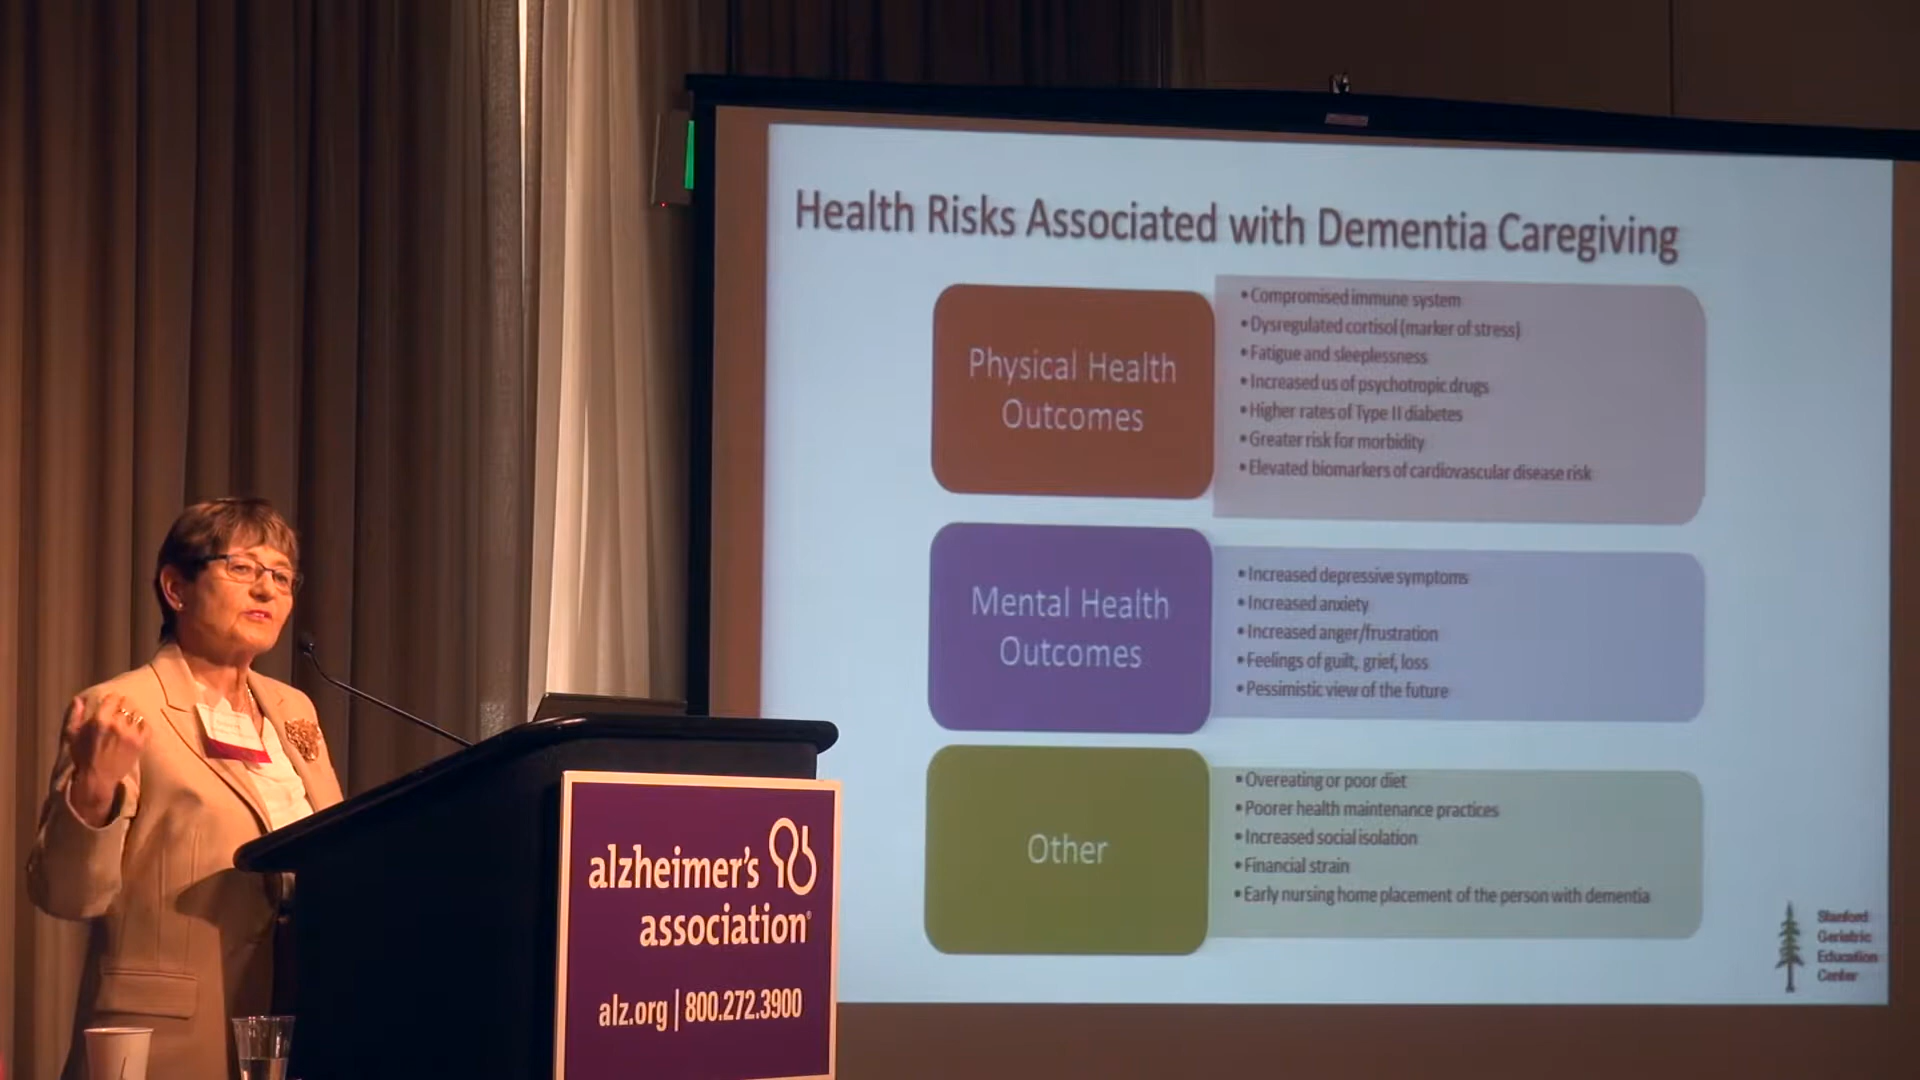 Health Risks Associated with Dementia Caregiving
Physical Health
Outcomes
• Compromised immune system
• Dysregulated cortisol (marker of stress)
• Fatigue and sleeplessness
• Increased us of psychotropic drugs
• Higher rates of Type II diabetes
• Greater risk for morbidity
• Elevated biomarkers of cardiovascular disease risk
Mental Health
Outcomes
• Increased depressive symptoms
• Increased anxiety
• Increased anger/frustration
• Feelings of guilt, grief, loss
• Pessimistic view of the future
Other
• Overeating or poor diet
• Poorer health maintenance practices
• Increased social isolation
• Financial strain
• Early nursing home placement of the person with dementia
Stanford
Geriatric
Education
Center
alzheimer's
association®
alz.org | 800.272.3900